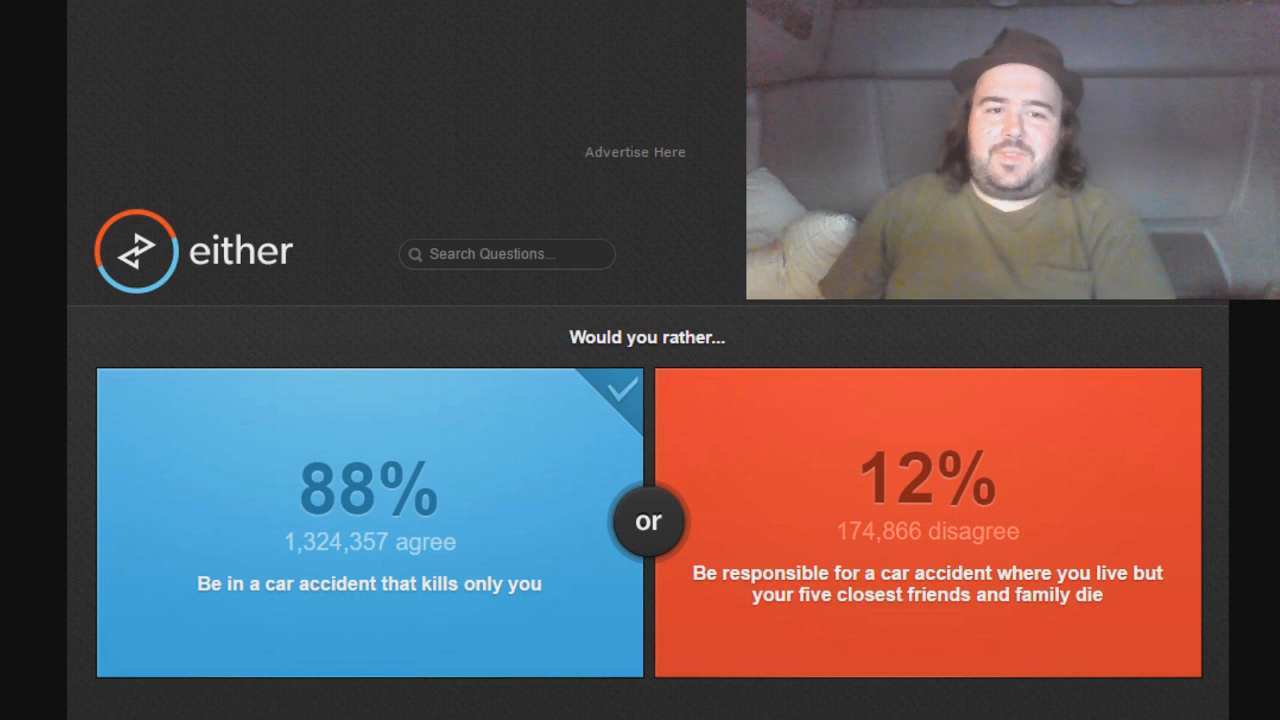 Advertise Here
either
Search Questions...
Would you rather...
88%
1,324,357 agree
Be in a car accident that kills only you
or
12%
174,866 disagree
Be responsible for a car accident where you live but
your five closest friends and family die